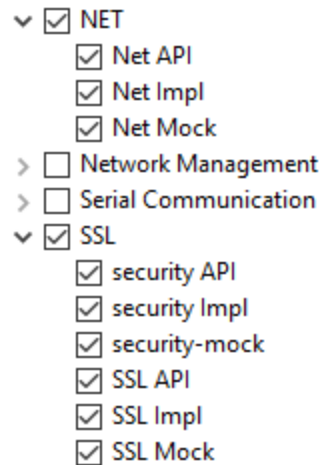 NET
Net API
Net Impl
Net Mock
Network Management
Serial Communication
SSL
security API
security Impl
security-mock
SSL API
SSL Impl
SSL Mock